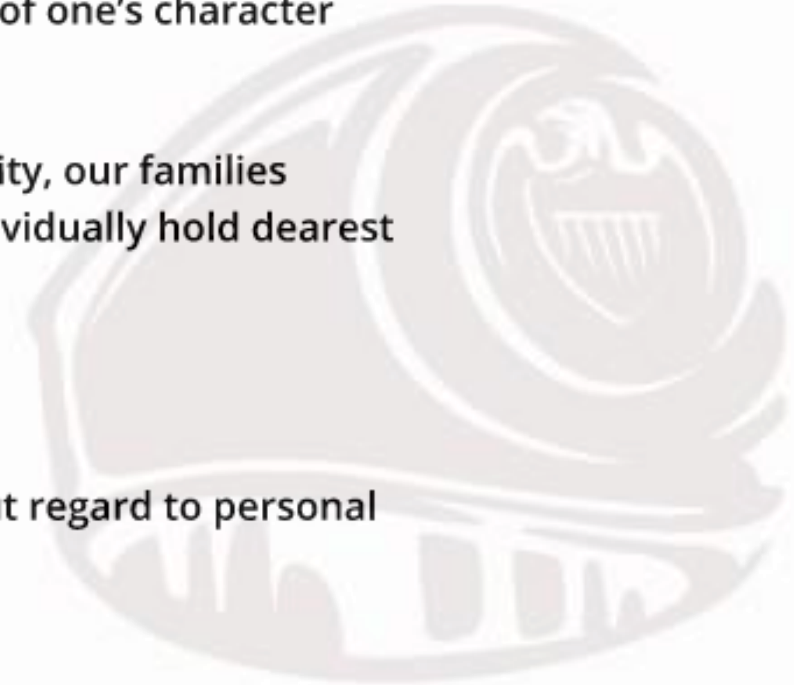 of one’s character
ity, our families
vidually hold dearest
t regard to personal